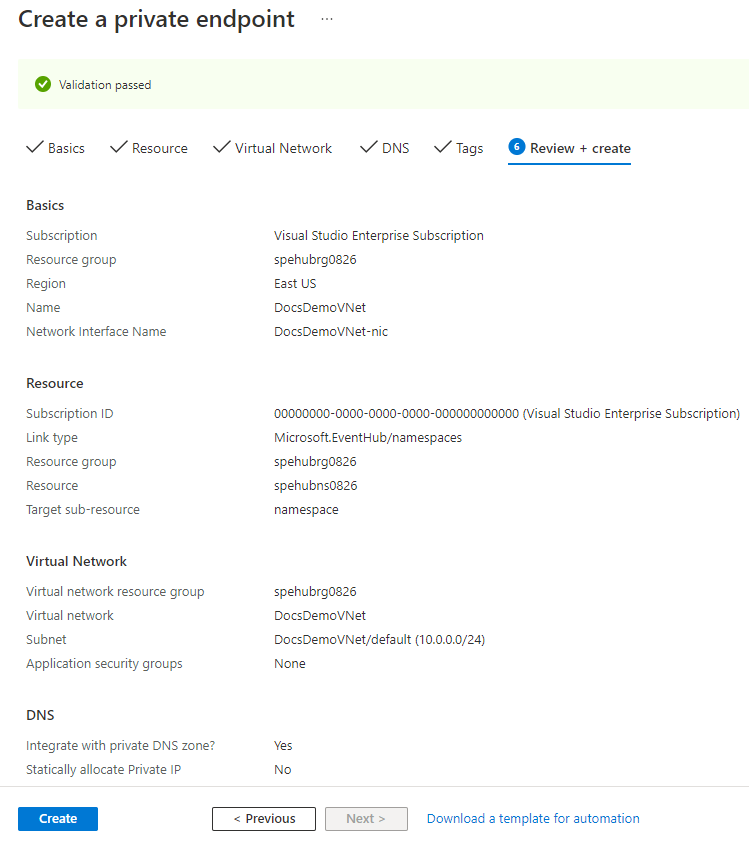 Create a private endpoint ...
Validation passed
Basics Resource Virtual Network DNS Tags 6 Review + create
Basics
Subscription Visual Studio Enterprise Subscription
Resource group spehubrg0826
Region East US
Name DocsDemoVNet
Network Interface Name DocsDemoVNet-nic
Resource
Subscription ID 00000000-0000-0000-0000-000000000000 (Visual Studio Enterprise Subscription)
Link type Microsoft.EventHub/namespaces
Resource group spehubrg0826
Resource spehubns0826
Target sub-resource namespace
Virtual Network
Virtual network resource group spehubrg0826
Virtual network DocsDemoVNet
Subnet DocsDemoVNet/default (10.0.0.0/24)
Application security groups None
DNS
Integrate with private DNS zone? Yes
Statically allocate Private IP No
Create < Previous Next > Download a template for automation